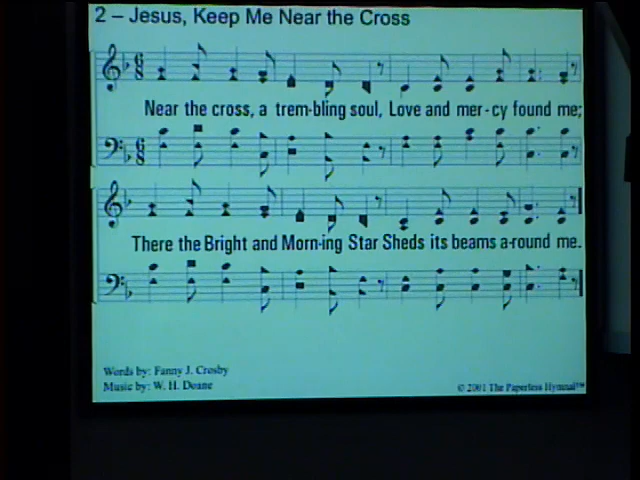 2 – Jesus, Keep Me Near the Cross
Near the cross, a trem-bling soul, Love and mer-cy found me;
There the Bright and Morn-ing Star Sheds its beams a-round me.
Words by: Fanny J. Crosby
Music by: W. H. Doane
© 2001 The Paperless Hymnal™